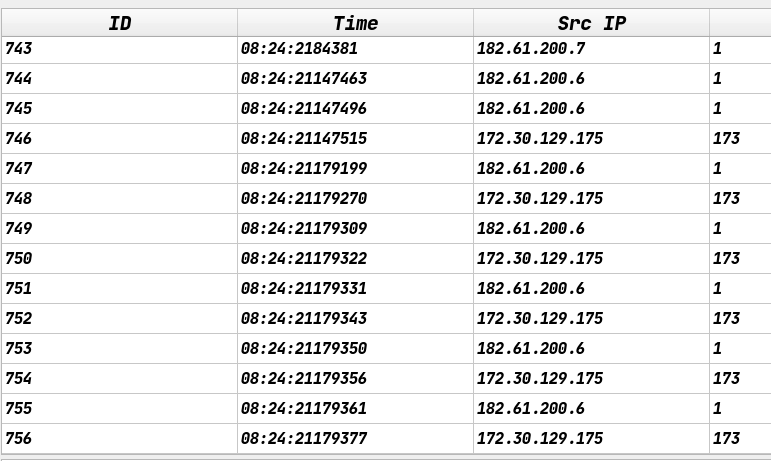 ID Time Src IP
743 08:24:2184381 182.61.200.7 1
744 08:24:21147463 182.61.200.6 1
745 08:24:21147496 182.61.200.6 1
746 08:24:21147515 172.30.129.175 173
747 08:24:21179199 182.61.200.6 1
748 08:24:21179270 172.30.129.175 173
749 08:24:21179309 182.61.200.6 1
750 08:24:21179322 172.30.129.175 173
751 08:24:21179331 182.61.200.6 1
752 08:24:21179343 172.30.129.175 173
753 08:24:21179350 182.61.200.6 1
754 08:24:21179356 172.30.129.175 173
755 08:24:21179361 182.61.200.6 1
756 08:24:21179377 172.30.129.175 173